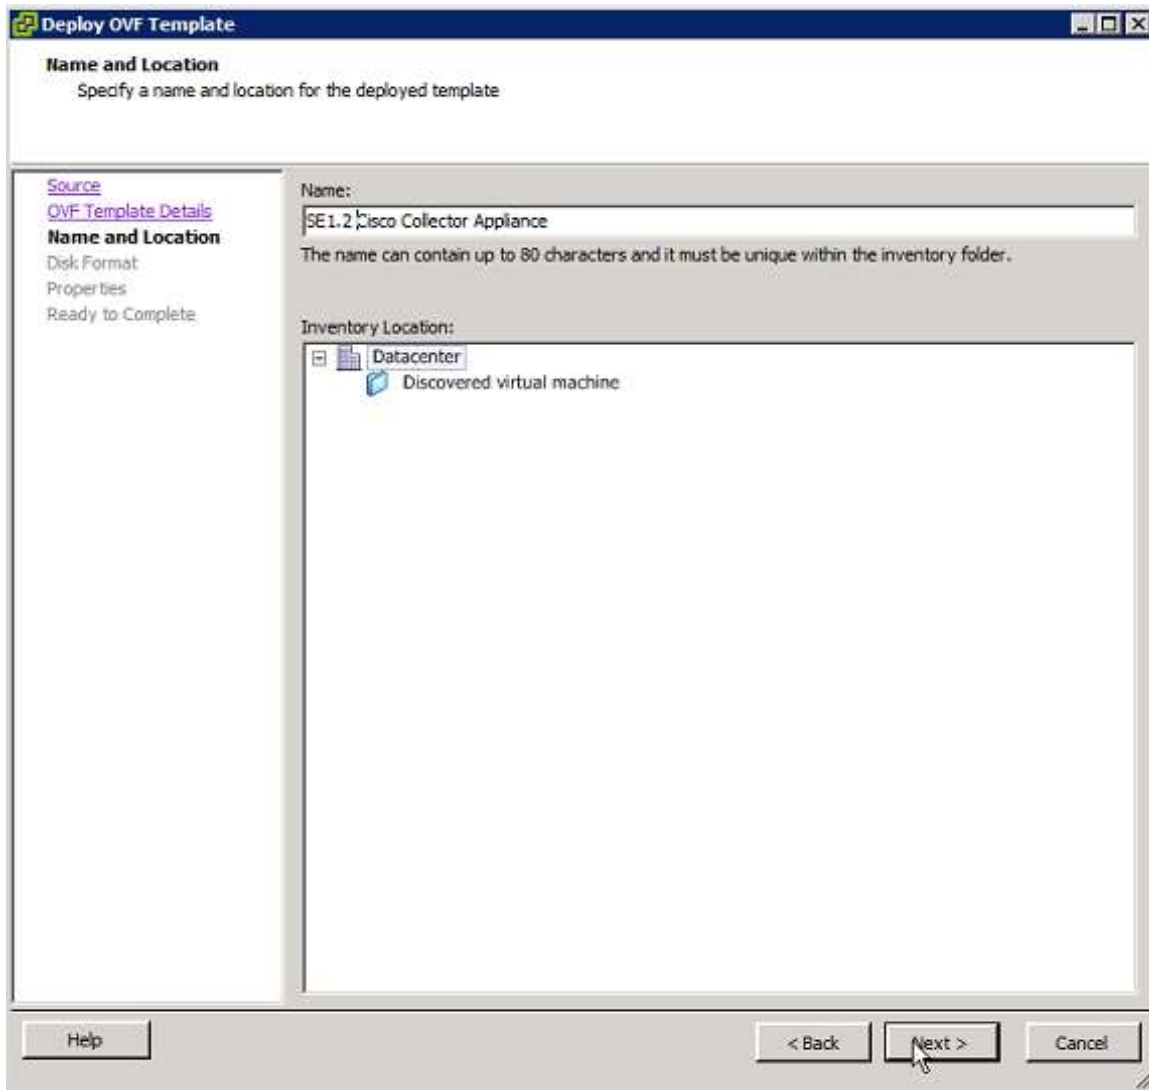 Deploy OVF Template
Name and Location
Specify a name and location for the deployed template
Source
OVF Template Details
Name and Location
Disk Format
Properties
Ready to Complete
Name:
SE1.2 Cisco Collector Appliance
The name can contain up to 80 characters and it must be unique within the inventory folder.
Inventory Location:
Datacenter
Discovered virtual machine
Help
< Back
Next >
Cancel